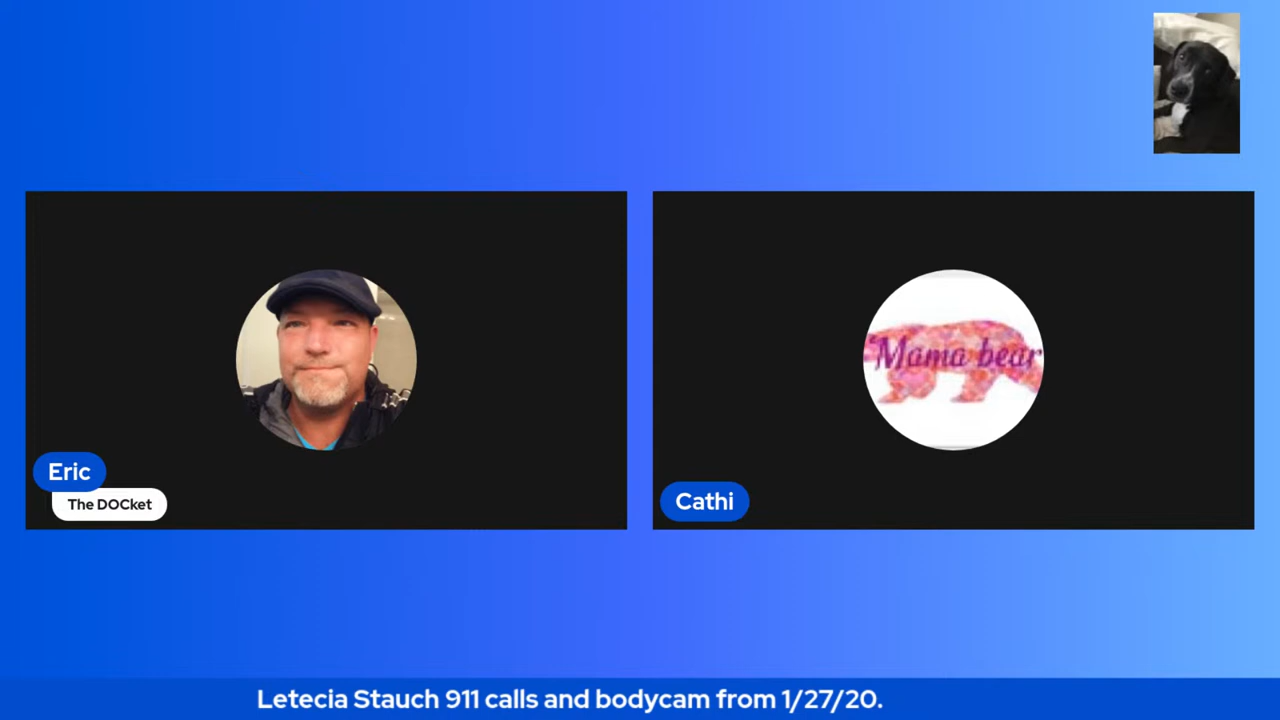 Mama bear
Eric
The DOCket
Cathi
Letecia Stauch 911 calls and bodycam from 1/27/20.